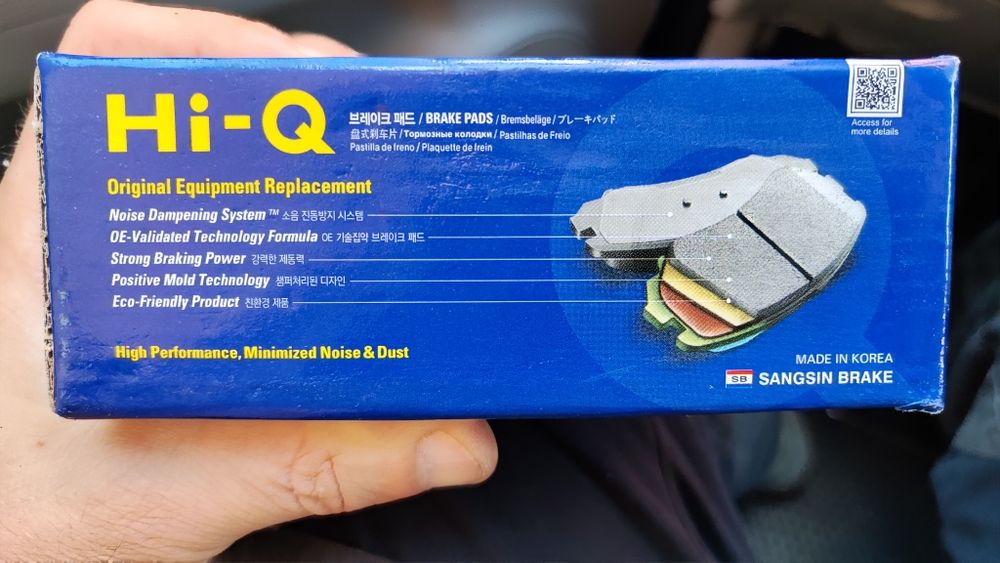 Hi-Q
브레이크 패드 / BRAKE PADS / Bremsbeläge / ブレーキパッド
盘式刹车片 / Тормозные колодки / Pastilhas de Freio
Pastilla de ireno / Plaquette de irein
Access for
more details
Original Equipment Replacement
Noise Dampening System™ 소음 진동방지 시스템
OE-Validated Technology Formula OE 기술집약 브레이크 패드
Strong Braking Power 강력한 제동력
Positive Mold Technology 샘퍼처리된 디자인
Eco-Friendly Product 친환경 제품
High Performance, Minimized Noise & Dust
MADE IN KOREA
SB SANGSIN BRAKE